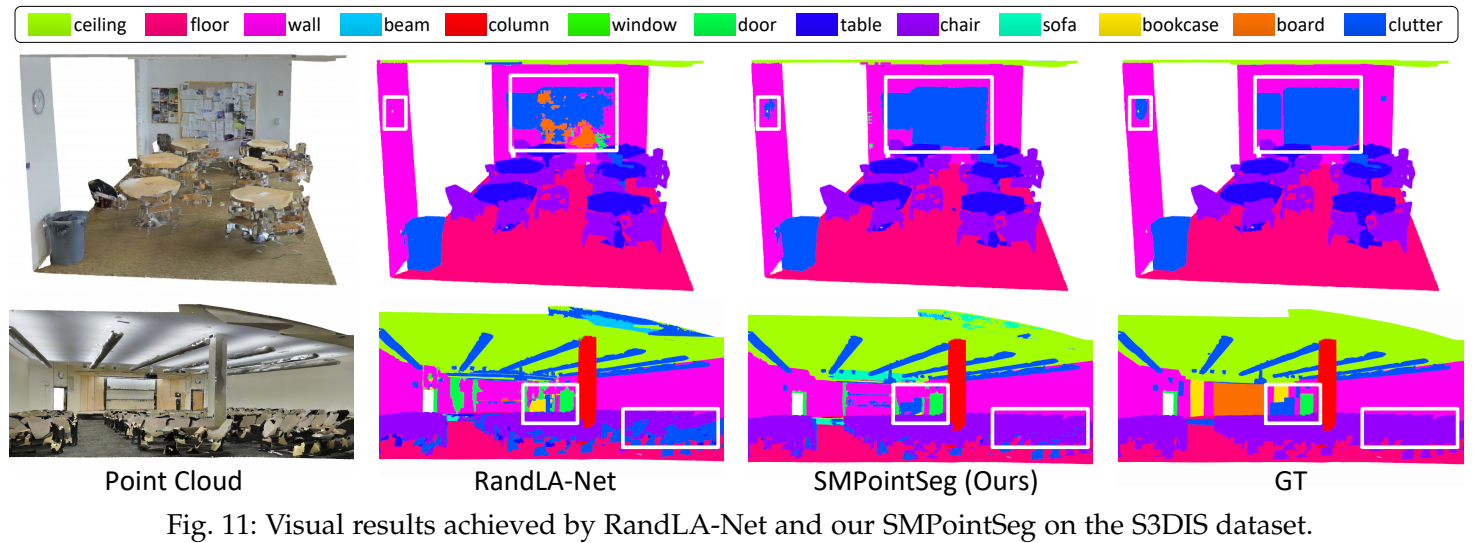 ceiling floor wall beam column window door table chair sofa bookcase board clutter
Point Cloud RandLA-Net SMPointSeg (Ours) GT
Fig. 11: Visual results achieved by RandLA-Net and our SMPointSeg on the S3DIS dataset.